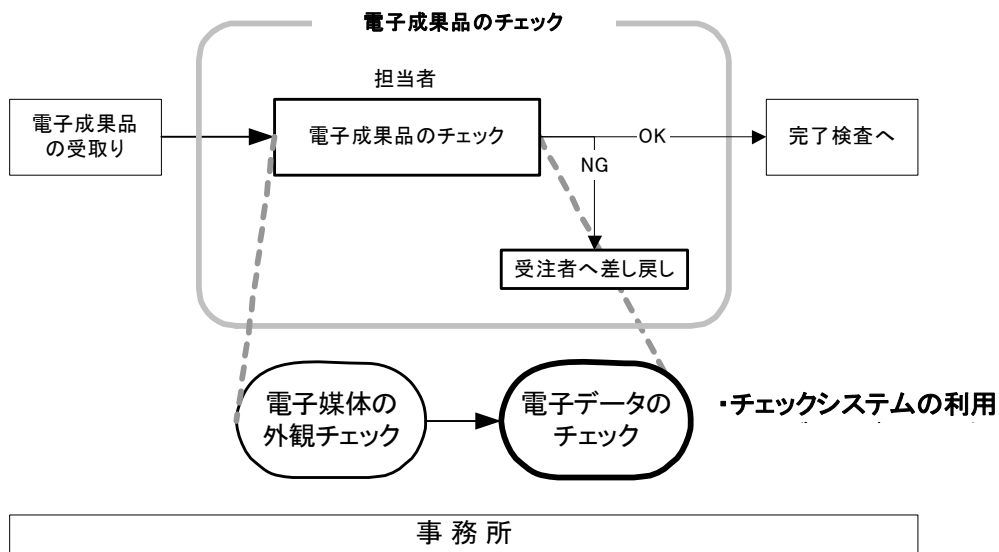 電子成果品のチェック
担当者
電子成果品
の受取り
電子成果品のチェック
OK
完了検査へ
NG
受注者へ差し戻し
電子媒体の
外観チェック
電子データの
チェック
・チェックシステムの利用
事務所